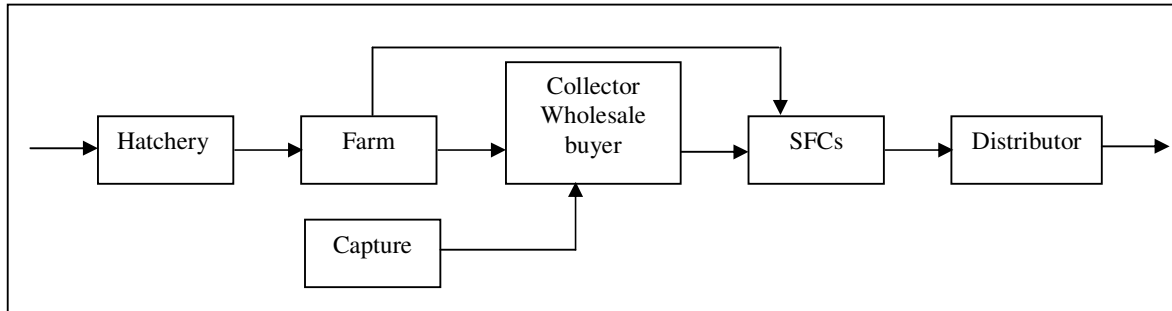 Hatchery
Farm
Collector
Wholesale
buyer
SFCs
Distributor
Capture